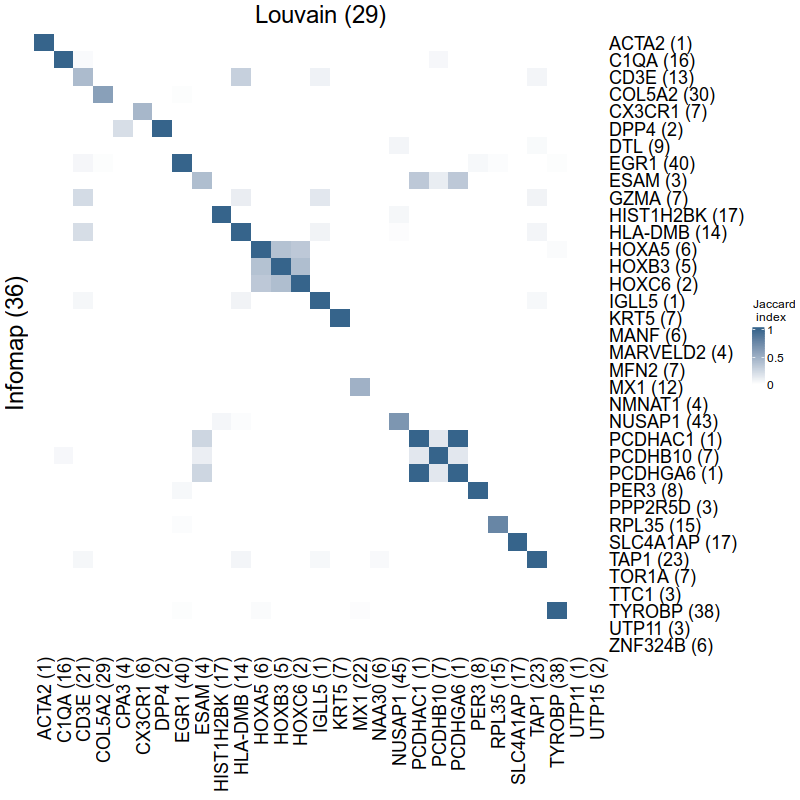 Louvain (29)
Infomap (36)
ACTA2 (1)
C1QA (16)
CD3E (13)
COL5A2 (30)
CX3CR1 (7)
DPP4 (2)
DTL (9)
EGR1 (40)
ESAM (3)
GZMA (7)
HIST1H2BK (17)
HLA-DMB (14)
HOXA5 (6)
HOXB3 (5)
HOXC6 (2)
IGLL5 (1)
KRT5 (7)
MANF (6)
MARVELD2 (4)
MFN2 (7)
MX1 (12)
NMNAT1 (4)
NUSAP1 (43)
PCDHAC1 (1)
PCDHB10 (7)
PCDHGA6 (1)
PER3 (8)
PPP2R5D (3)
RPL35 (15)
SLC4A1AP (17)
TAP1 (23)
TOR1A (7)
TTC1 (3)
TYROBP (38)
UTP11 (3)
ZNF324B (6)
Jaccard
index
1
0.5
0
ACTA2 (1)
C1QA (16)
CD3E (21)
COL5A2 (29)
CPA3 (4)
CX3CR1 (6)
DPP4 (2)
EGR1 (40)
ESAM (4)
HIST1H2BK (17)
HLA-DMB (14)
HOXA5 (6)
HOXB3 (5)
HOXC6 (2)
IGLL5 (1)
KRT5 (7)
MX1 (22)
NAA30 (6)
NUSAP1 (45)
PCDHAC1 (1)
PCDHB10 (7)
PCDHGA6 (1)
PER3 (8)
RPL35 (15)
SLC4A1AP (17)
TAP1 (23)
TYROBP (38)
UTP11 (1)
UTP15 (2)